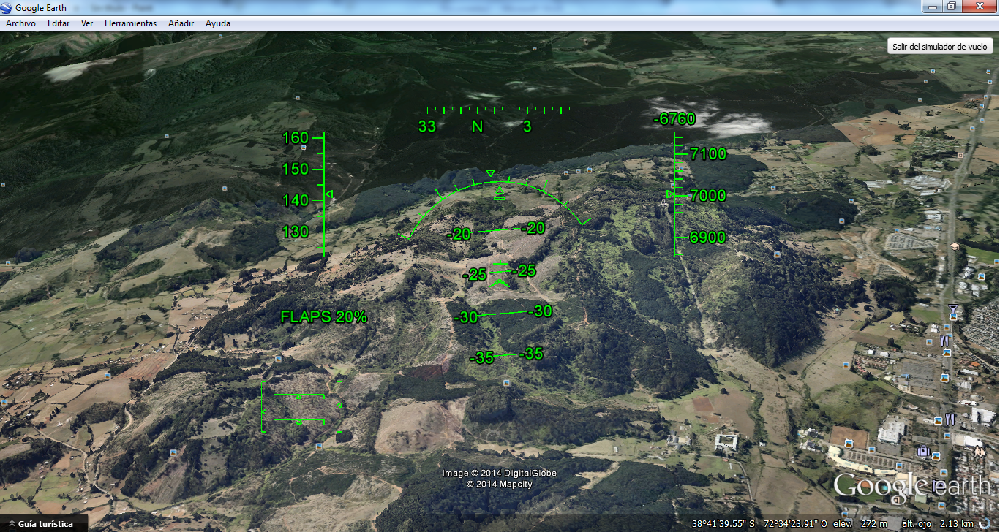 Google Earth
Archivo Editar Ver Herramientas Añadir Ayuda
Salir del simulador de vuelo
33 N 3
-6760
160
150
140
130
7100
7000
6900
-20 -20
-25 -25
-30 -30
-35 -35
FLAPS 20%
Image © 2014 DigitalGlobe
© 2014 Mapcity
Google earth
Guía turística
38°41'39.55" S 72°34'23.91" O elev. 272 m alt. ojo 2.13 km